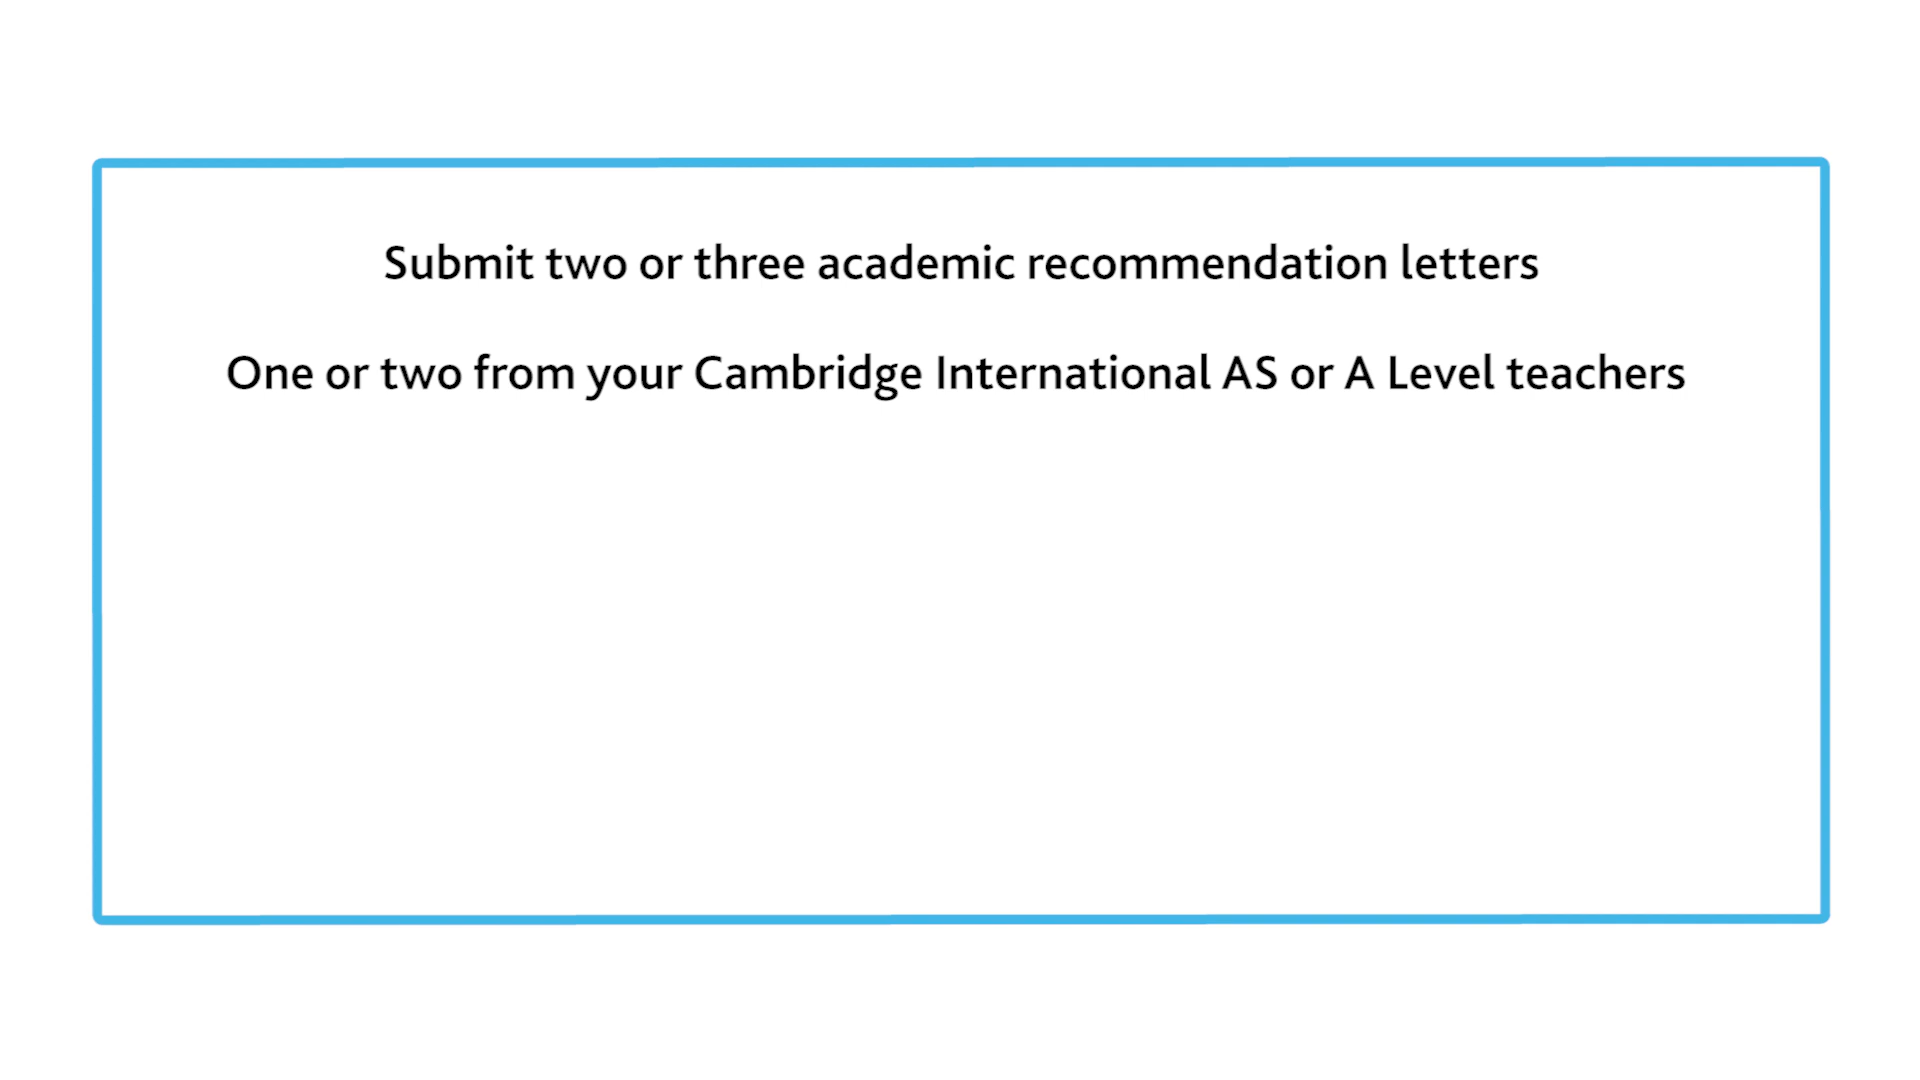 Submit two or three academic recommendation letters
One or two from your Cambridge International AS or A Level teachers